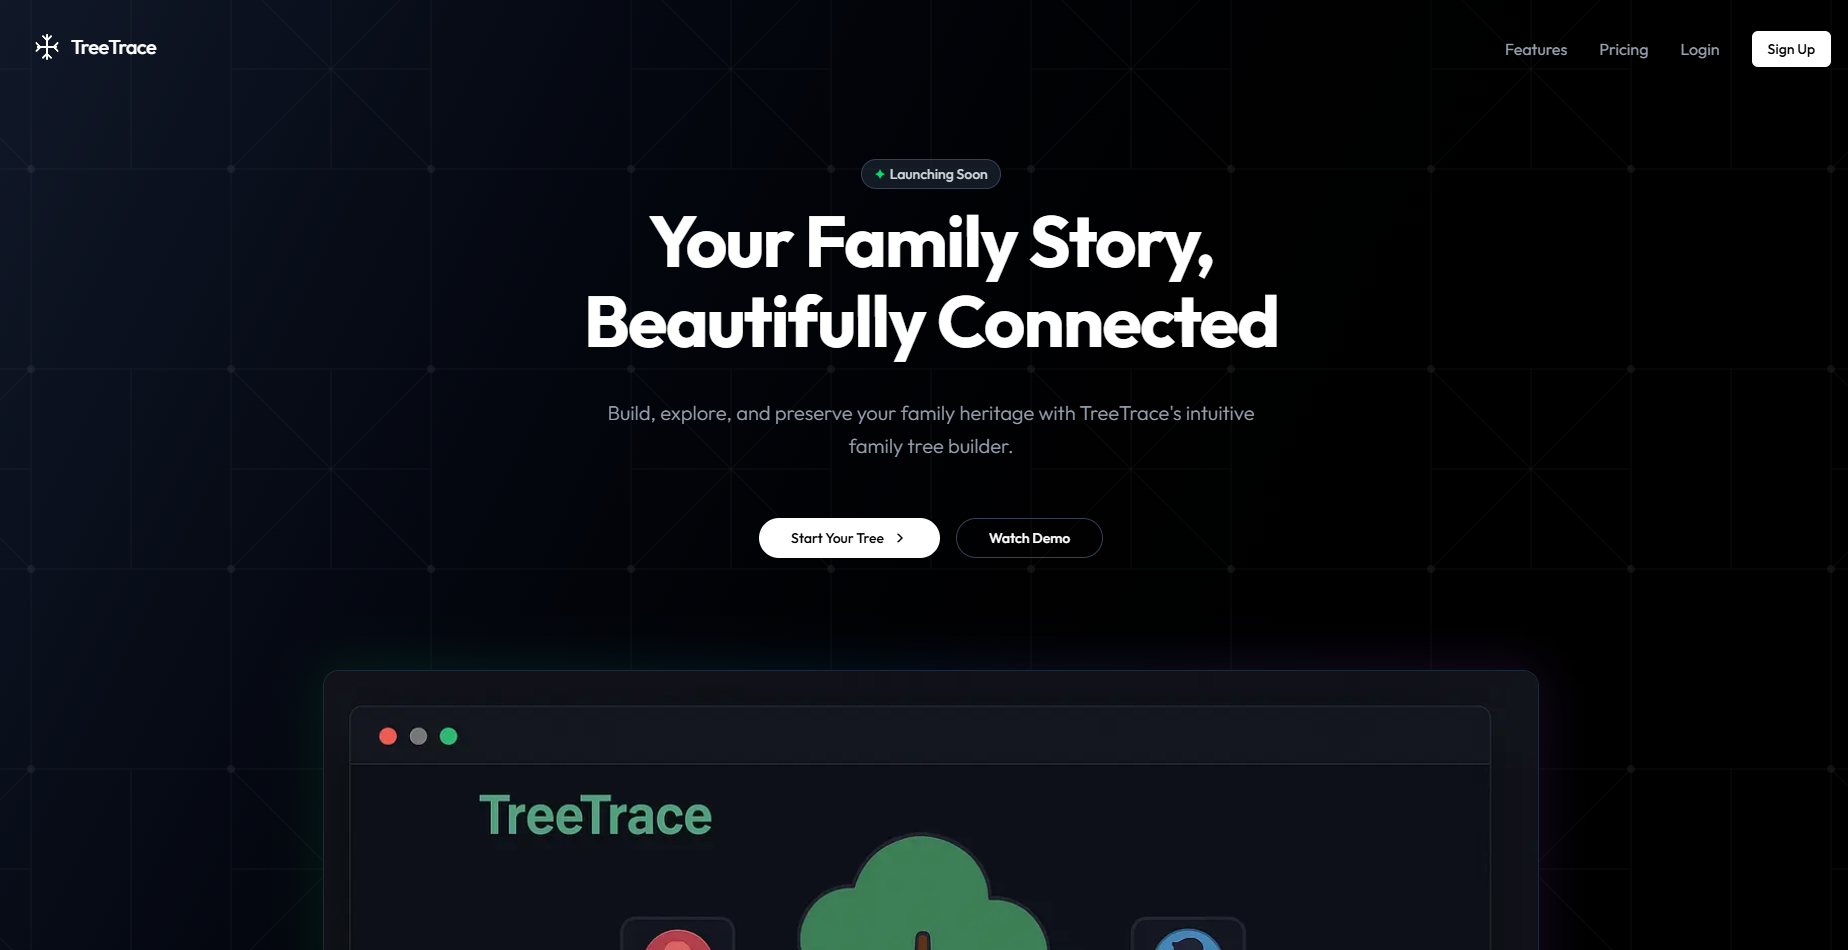 TreeTrace
Features
Pricing
Login
Sign Up
Launching Soon
Your Family Story,
Beautifully Connected
Build, explore, and preserve your family heritage with TreeTrace's intuitive
family tree builder.
Start Your Tree
Watch Demo
TreeTrace